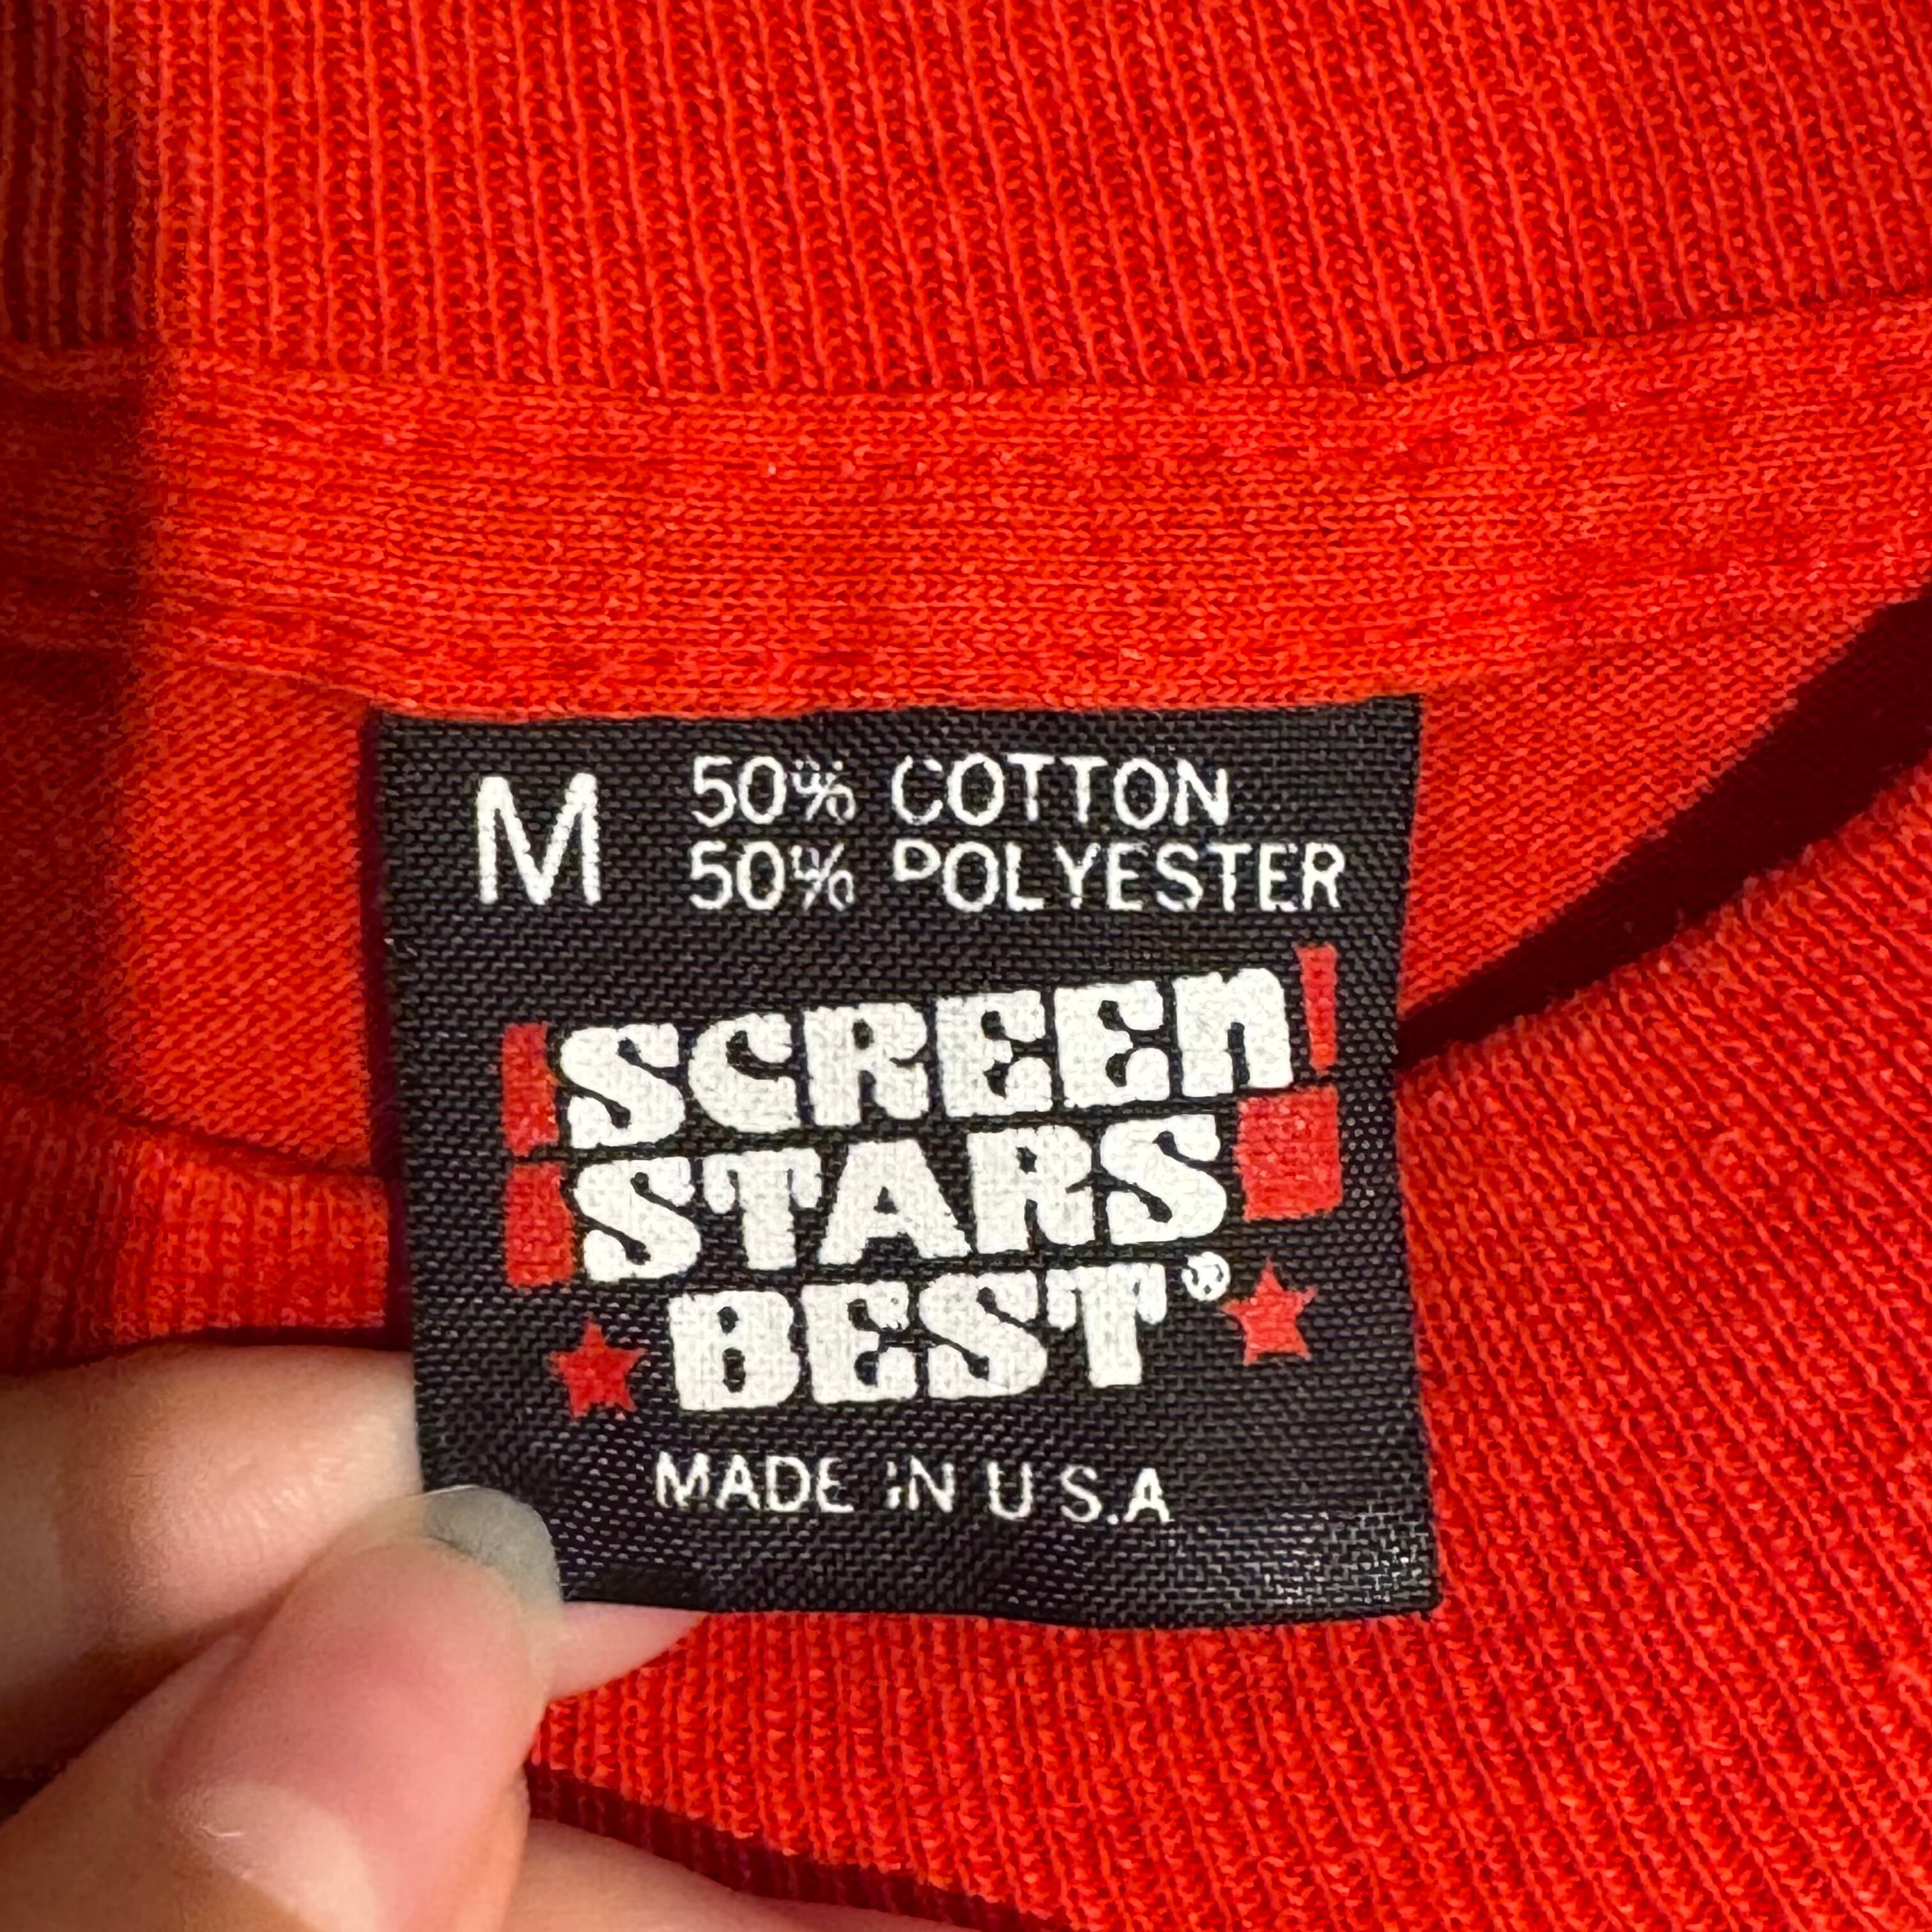 M 50% COTTON
50% POLYESTER
SCREEN
STARS
BEST®
MADE IN U.S.A